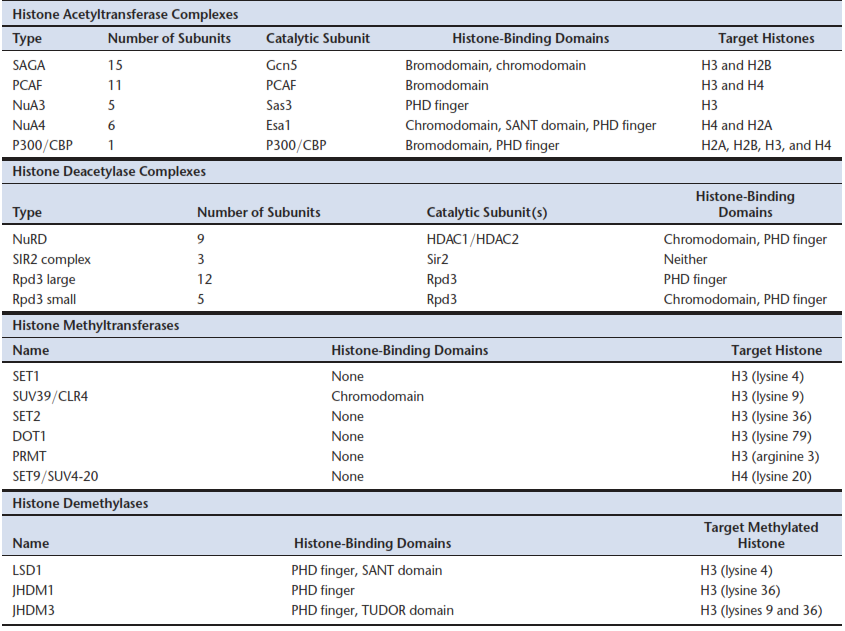 Histone Acetyltransferase Complexes
Type Number of Subunits Catalytic Subunit Histone-Binding Domains Target Histones
SAGA 15 Gcn5 Bromodomain, chromodomain H3 and H2B
PCAF 11 PCAF Bromodomain H3 and H4
NuA3 5 Sas3 PHD finger H3
NuA4 6 Esa1 Chromodomain, SANT domain, PHD finger H4 and H2A
P300/CBP 1 P300/CBP Bromodomain, PHD finger H2A, H2B, H3, and H4
Histone Deacetylase Complexes
Histone-Binding
Type Number of Subunits Catalytic Subunit(s) Domains
NuRD 9 HDAC1/HDAC2 Chromodomain, PHD finger
SIR2 complex 3 Sir2 Neither
Rpd3 large 12 Rpd3 PHD finger
Rpd3 small 5 Rpd3 Chromodomain, PHD finger
Histone Methyltransferases
Name Histone-Binding Domains Target Histone
SET1 None H3 (lysine 4)
SUV39/CLR4 Chromodomain H3 (lysine 9)
SET2 None H3 (lysine 36)
DOT1 None H3 (lysine 79)
PRMT None H3 (arginine 3)
SET9/SUV4-20 None H4 (lysine 20)
Histone Demethylases
Target Methylated
Name Histone-Binding Domains Histone
LSD1 PHD finger, SANT domain H3 (lysine 4)
JHDM1 PHD finger H3 (lysine 36)
JHDM3 PHD finger, TUDOR domain H3 (lysines 9 and 36)